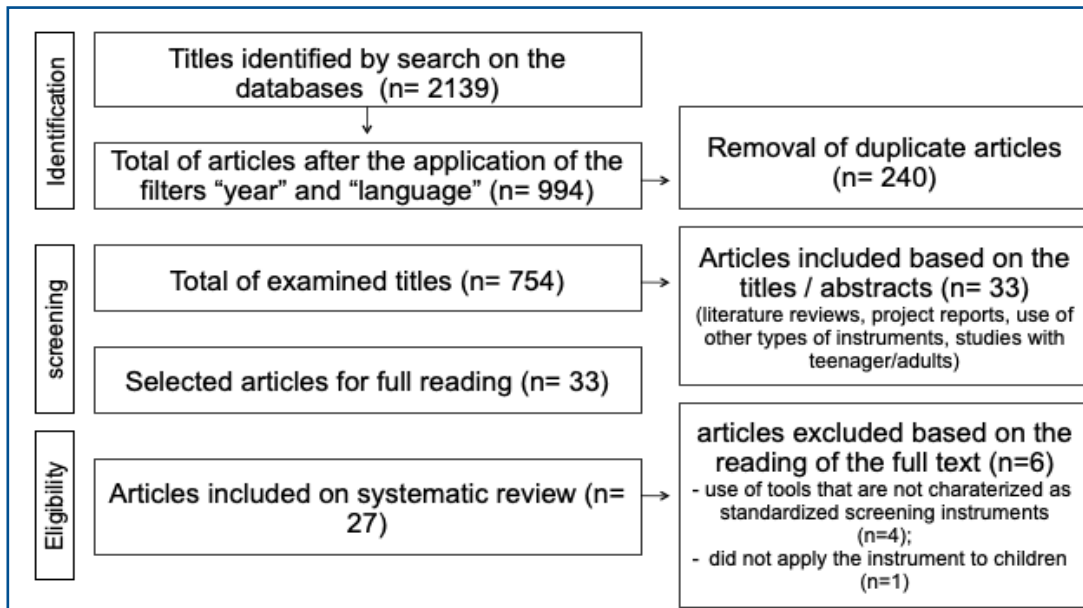 Identification
Titles identified by search on the
databases (n= 2139)
Total of articles after the application of the
filters “year” and “language” (n= 994)
Removal of duplicate articles
(n= 240)
screening
Total of examined titles (n= 754)
Articles included based on the
titles / abstracts (n= 33)
(literature reviews, project reports, use of
other types of instruments, studies with
teenager/adults)
Selected articles for full reading (n= 33)
Eligibility
Articles included on systematic review (n=
27)
articles excluded based on the
reading of the full text (n=6)
- use of tools that are not charaterized as
standardized screening instruments
(n=4);
- did not apply the instrument to children
(n=1)